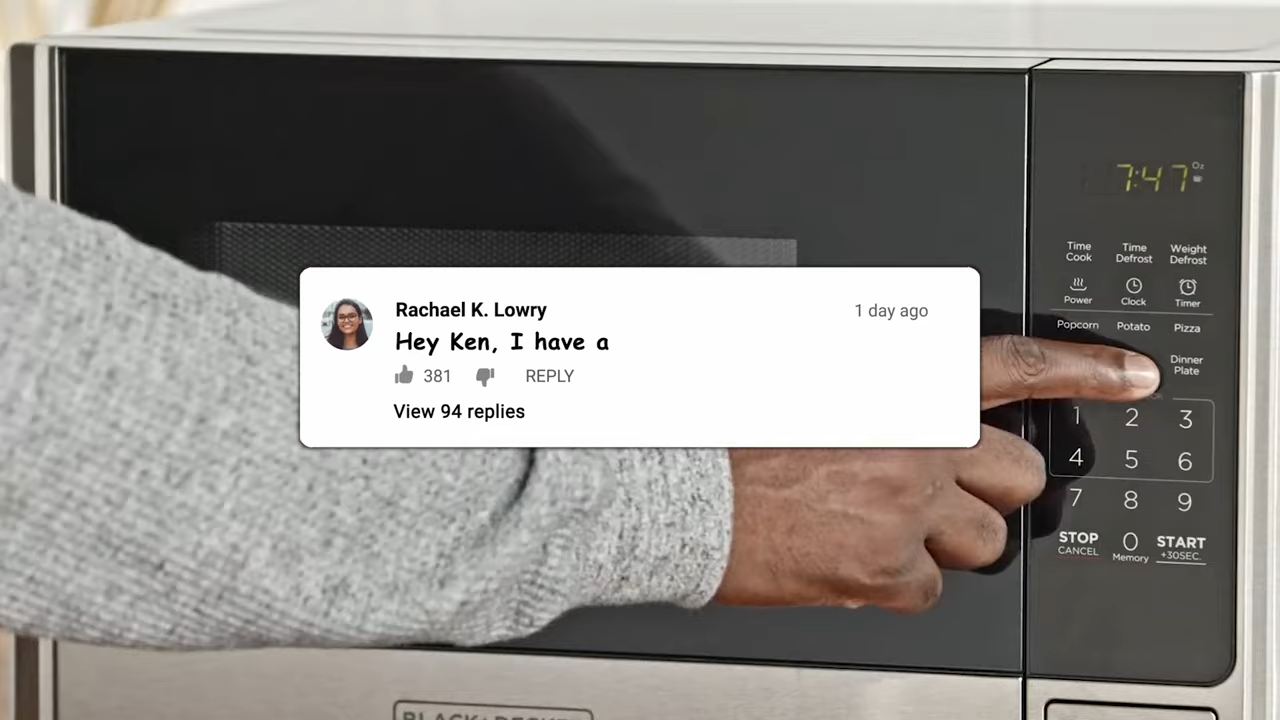 7:47
Oz
Time Cook
Time Defrost
Weight Defrost
Power
Clock
Timer
Popcorn
Potato
Pizza
Dinner Plate
Rachael K. Lowry
1 day ago
Hey Ken, I have a
381
REPLY
View 94 replies
1 2 3
4 5 6
7 8 9
STOP
CANCEL
0
Memory
START
+30SEC.
BLACK+DECKER